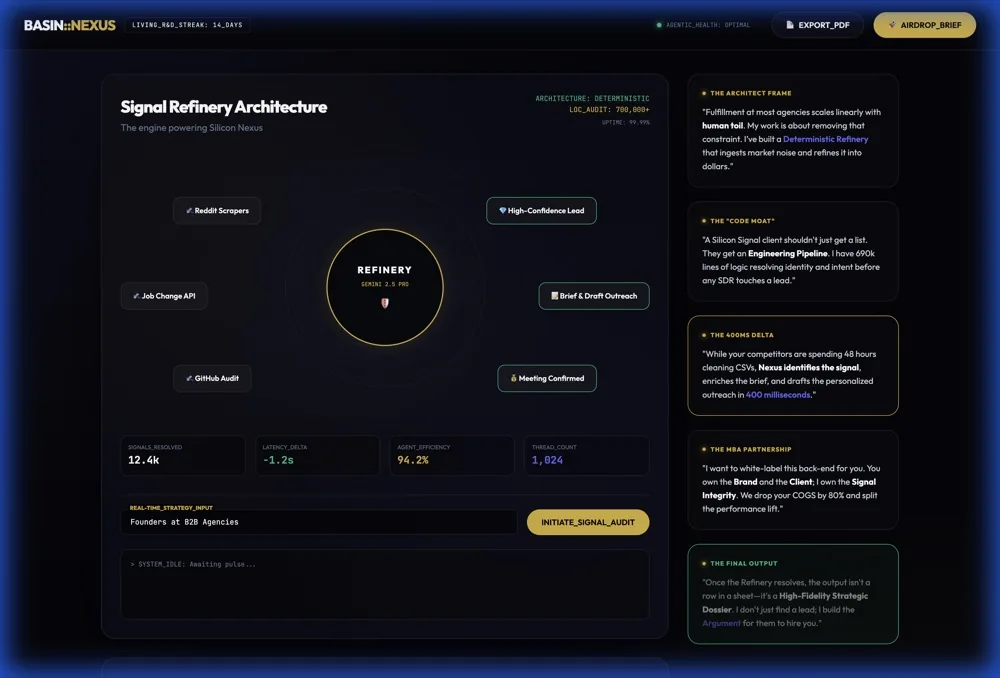 BASIN::NEXUS
LIVING_R&D_STREAK: 14_DAYS
AGENTIC_HEALTH: OPTIMAL
EXPORT_PDF
AIRDROP_BRIEF
Signal Refinery Architecture
The engine powering Silicon Nexus
ARCHITECTURE: DETERMINISTIC
LOC_AUDIT: 700,000+
UPTIME: 99.99%
Reddit Scrapers
High-Confidence Lead
REFINERY
GEMINI 2.5 PRO
Job Change API
Brief & Draft Outreach
GitHub Audit
Meeting Confirmed
SIGNALS_RESOLVED
12.4k
LATENCY_DELTA
-1.2s
AGENT_EFFICIENCY
94.2%
THREAD_COUNT
1,024
REAL-TIME_STRATEGY_INPUT
Founders at B2B Agencies
INITIATE_SIGNAL_AUDIT
> SYSTEM_IDLE: Awaiting pulse...
THE ARCHITECT FRAME
"Fulfillment at most agencies scales linearly with
human toil. My work is about removing that
constraint. I've built a Deterministic Refinery
that ingests market noise and refines it into
dollars."
THE "CODE MOAT"
"A Silicon Signal client shouldn't just get a list.
They get an Engineering Pipeline. I have 690k
lines of logic resolving identity and intent before
any SDR touches a lead."
THE 400MS DELTA
"While your competitors are spending 48 hours
cleaning CSVs, Nexus identifies the signal,
enriches the brief, and drafts the personalized
outreach in 400 milliseconds."
THE MBA PARTNERSHIP
"I want to white-label this back-end for you. You
own the Brand and the Client; I own the Signal
Integrity. We drop your COGS by 80% and split
the performance lift."
THE FINAL OUTPUT
"Once the Refinery resolves, the output isn't a
row in a sheet—it's a High-Fidelity Strategic
Dossier. I don't just find a lead; I build the
Argument for them to hire you."